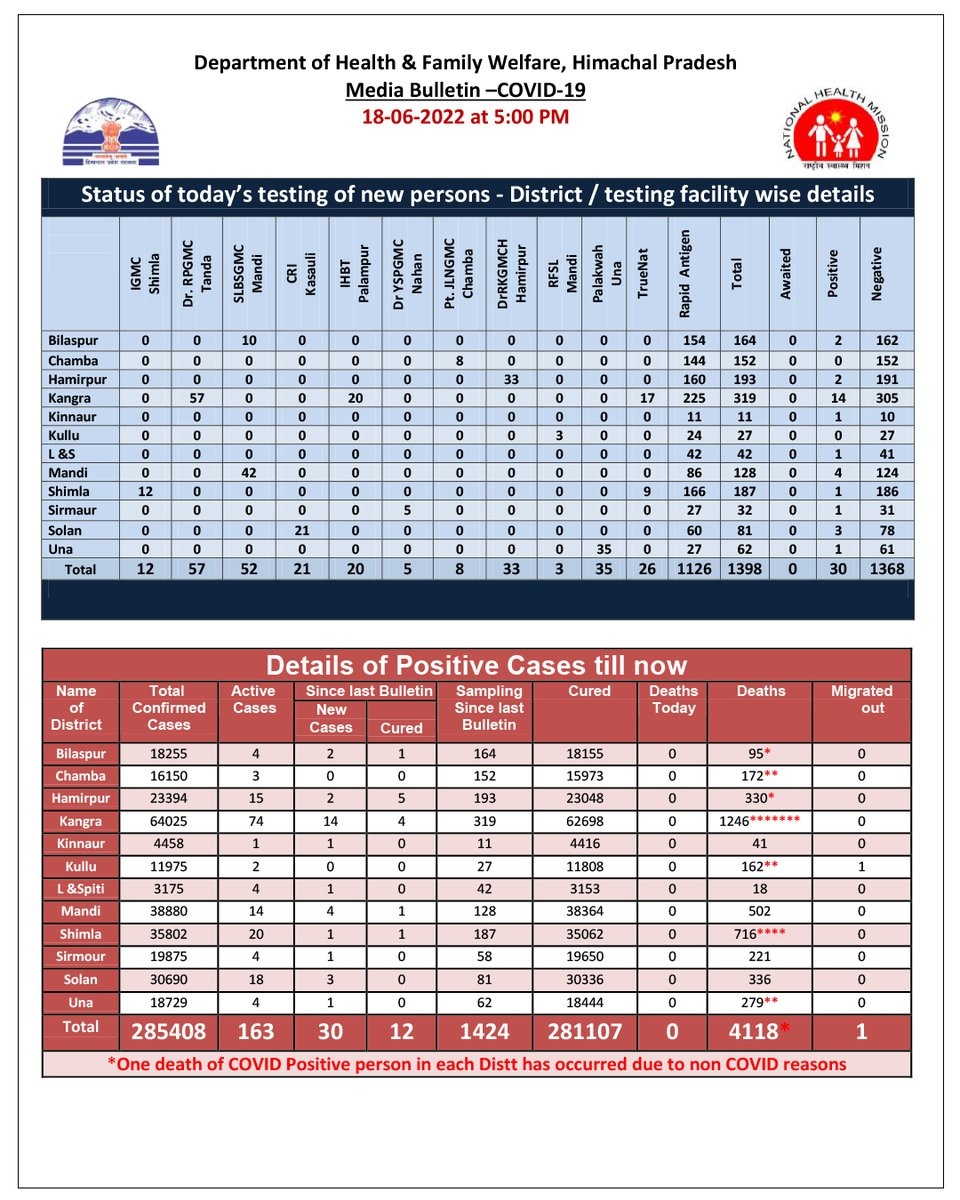 Department of Health & Family Welfare, Himachal Pradesh
Media Bulletin –COVID-19
18-06-2022 at 5:00 PM
NATIONAL HEALTH MISSION
राष्ट्रीय स्वास्थ्य मिशन
Status of today's testing of new persons - District / testing facility wise details
IGMC Shimla Dr. RPGMC Tanda SLBSGMC Mandi CRI Kasauli IHBT Palampur Dr YSPGMC Nahan Pt. JLNGMC Chamba DrRKGMCH Hamirpur RFSL Mandi Palakwah Una TrueNat Rapid Antigen Total Awaited Positive Negative
Bilaspur 0 0 10 0 0 0 0 0 0 0 0 154 164 0 2 162
Chamba 0 0 0 0 0 0 8 0 0 0 0 144 152 0 0 152
Hamirpur 0 0 0 0 0 0 0 33 0 0 0 160 193 0 2 191
Kangra 0 57 0 0 20 0 0 0 0 0 17 225 319 0 14 305
Kinnaur 0 0 0 0 0 0 0 0 0 0 0 11 11 0 1 10
Kullu 0 0 0 0 0 0 0 0 3 0 0 24 27 0 0 27
L &S 0 0 0 0 0 0 0 0 0 0 0 42 42 0 1 41
Mandi 0 0 42 0 0 0 0 0 0 0 0 86 128 0 4 124
Shimla 12 0 0 0 0 0 0 0 0 0 9 166 187 0 1 186
Sirmaur 0 0 0 0 0 5 0 0 0 0 0 27 32 0 1 31
Solan 0 0 0 21 0 0 0 0 0 0 0 60 81 0 3 78
Una 0 0 0 0 0 0 0 0 0 35 0 27 62 0 1 61
Total 12 57 52 21 20 5 8 33 3 35 26 1126 1398 0 30 1368
Details of Positive Cases till now
Name of District Total Confirmed Cases Active Cases Since last Bulletin New Cases Cured Sampling Since last Bulletin Cured Deaths Today Deaths Migrated out
Bilaspur 18255 4 2 1 164 18155 0 95* 0
Chamba 16150 3 0 0 152 15973 0 172** 0
Hamirpur 23394 15 2 5 193 23048 0 330* 0
Kangra 64025 74 14 4 319 62698 0 1246******* 0
Kinnaur 4458 1 1 0 11 4416 0 41 0
Kullu 11975 2 0 0 27 11808 0 162** 1
L &Spiti 3175 4 1 0 42 3153 0 18 0
Mandi 38880 14 4 1 128 38364 0 502 0
Shimla 35802 20 1 1 187 35062 0 716**** 0
Sirmour 19875 4 1 0 58 19650 0 221 0
Solan 30690 18 3 0 81 30336 0 336 0
Una 18729 4 1 0 62 18444 0 279** 0
Total 285408 163 30 12 1424 281107 0 4118* 1
*One death of COVID Positive person in each Distt has occurred due to non COVID reasons